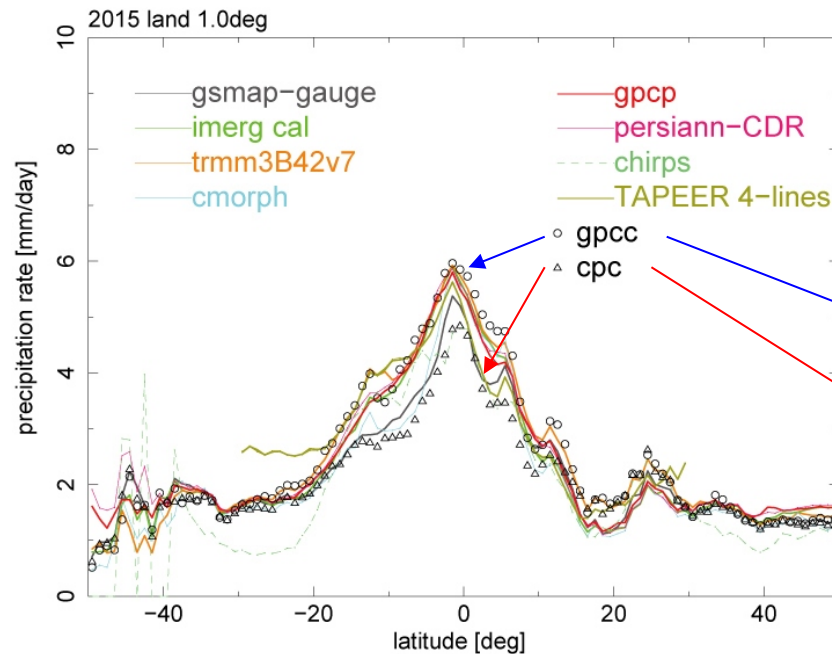 2015 land 1.0deg
10
8
6
4
2
0
precipitation rate [mm/day]
gsmap−gauge
imerg cal
trmm3B42v7
cmorph
gpcp
persiann−CDR
chirps
TAPEER 4−lines
gpcc
cpc
−40 −20 0 20 40
latitude [deg]